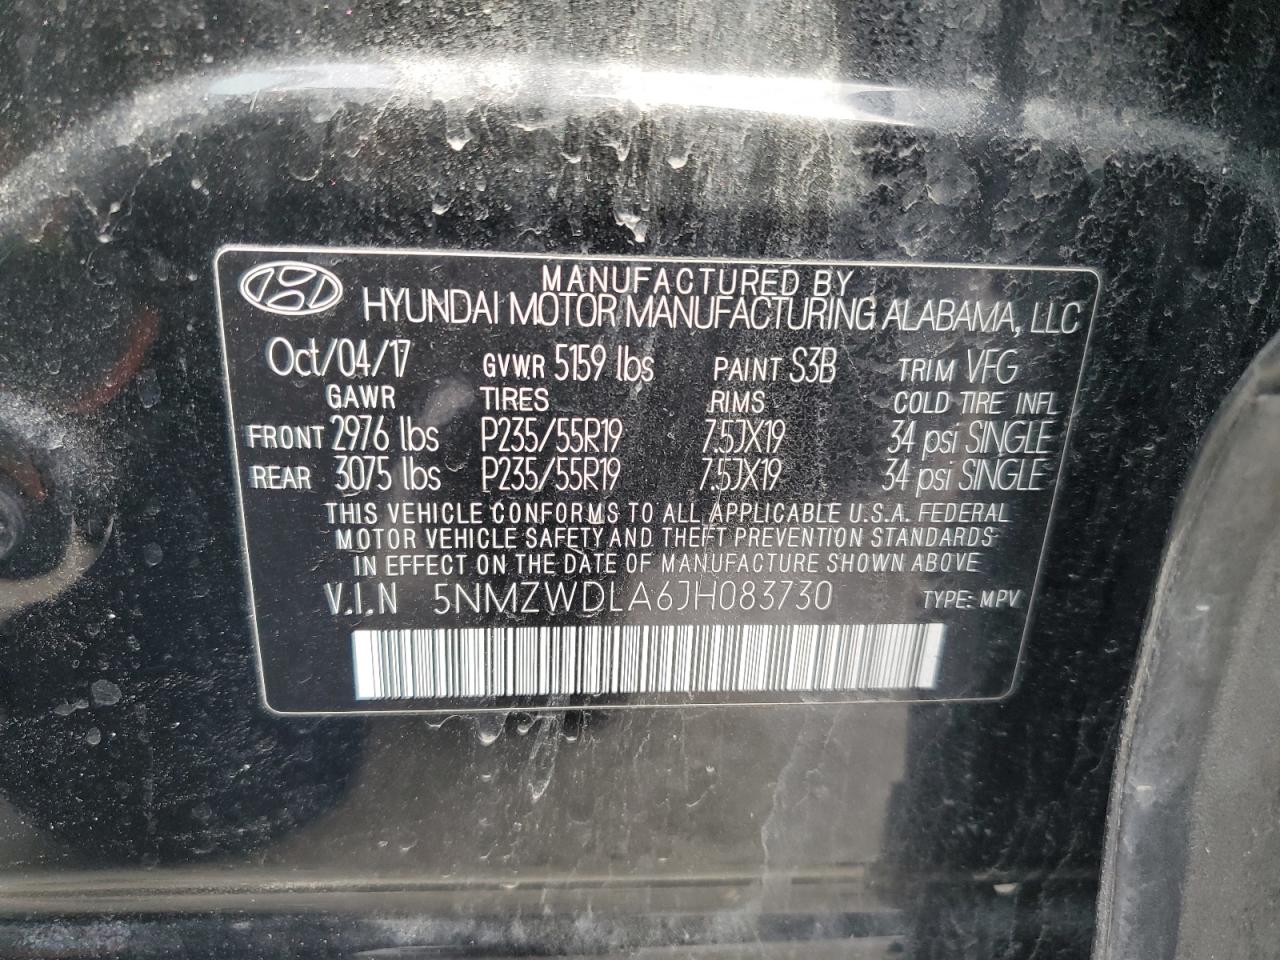 MANUFACTURED BY
HYUNDAI MOTOR MANUFACTURING ALABAMA, LLC
Oct/04/17 GVWR 5159 lbs PAINT S3B TRIM VFG
GAWR TIRES RIMS COLD TIRE INFL
FRONT 2976 lbs P235/55R19 7.5JX19 34 psi SINGLE
REAR 3075 lbs P235/55R19 7.5JX19 34 psi SINGLE
THIS VEHICLE CONFORMS TO ALL APPLICABLE U.S.A. FEDERAL
MOTOR VEHICLE SAFETY AND THEFT PREVENTION STANDARDS
IN EFFECT ON THE DATE OF MANUFACTURE SHOWN ABOVE
V.I.N 5NMZWDLA6JH083730 TYPE: MPV